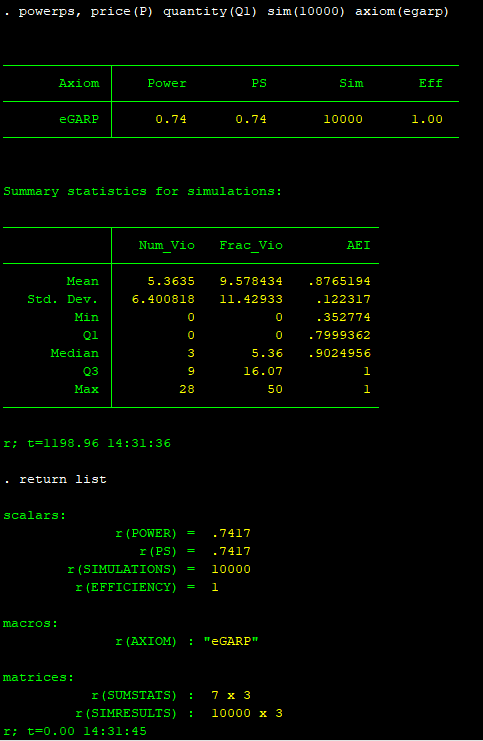 . powerps, price(P) quantity(Q1) sim(10000) axiom(egarp)
Axiom Power PS Sim Eff
eGARP 0.74 0.74 10000 1.00
Summary statistics for simulations:
Num_Vio Frac_Vio AEI
Mean 5.3635 9.578434 .8765194
Std. Dev. 6.400818 11.42933 .122317
Min 0 0 .352774
Q1 0 0 .7999362
Median 3 5.36 .9024956
Q3 9 16.07 1
Max 28 50 1
r; t=1198.96 14:31:36
. return list
scalars:
r(POWER) = .7417
r(PS) = .7417
r(SIMULATIONS) = 10000
r(EFFICIENCY) = 1
macros:
r(AXIOM) : "eGARP"
matrices:
r(SUMSTATS) : 7 x 3
r(SIMRESULTS) : 10000 x 3
r; t=0.00 14:31:45